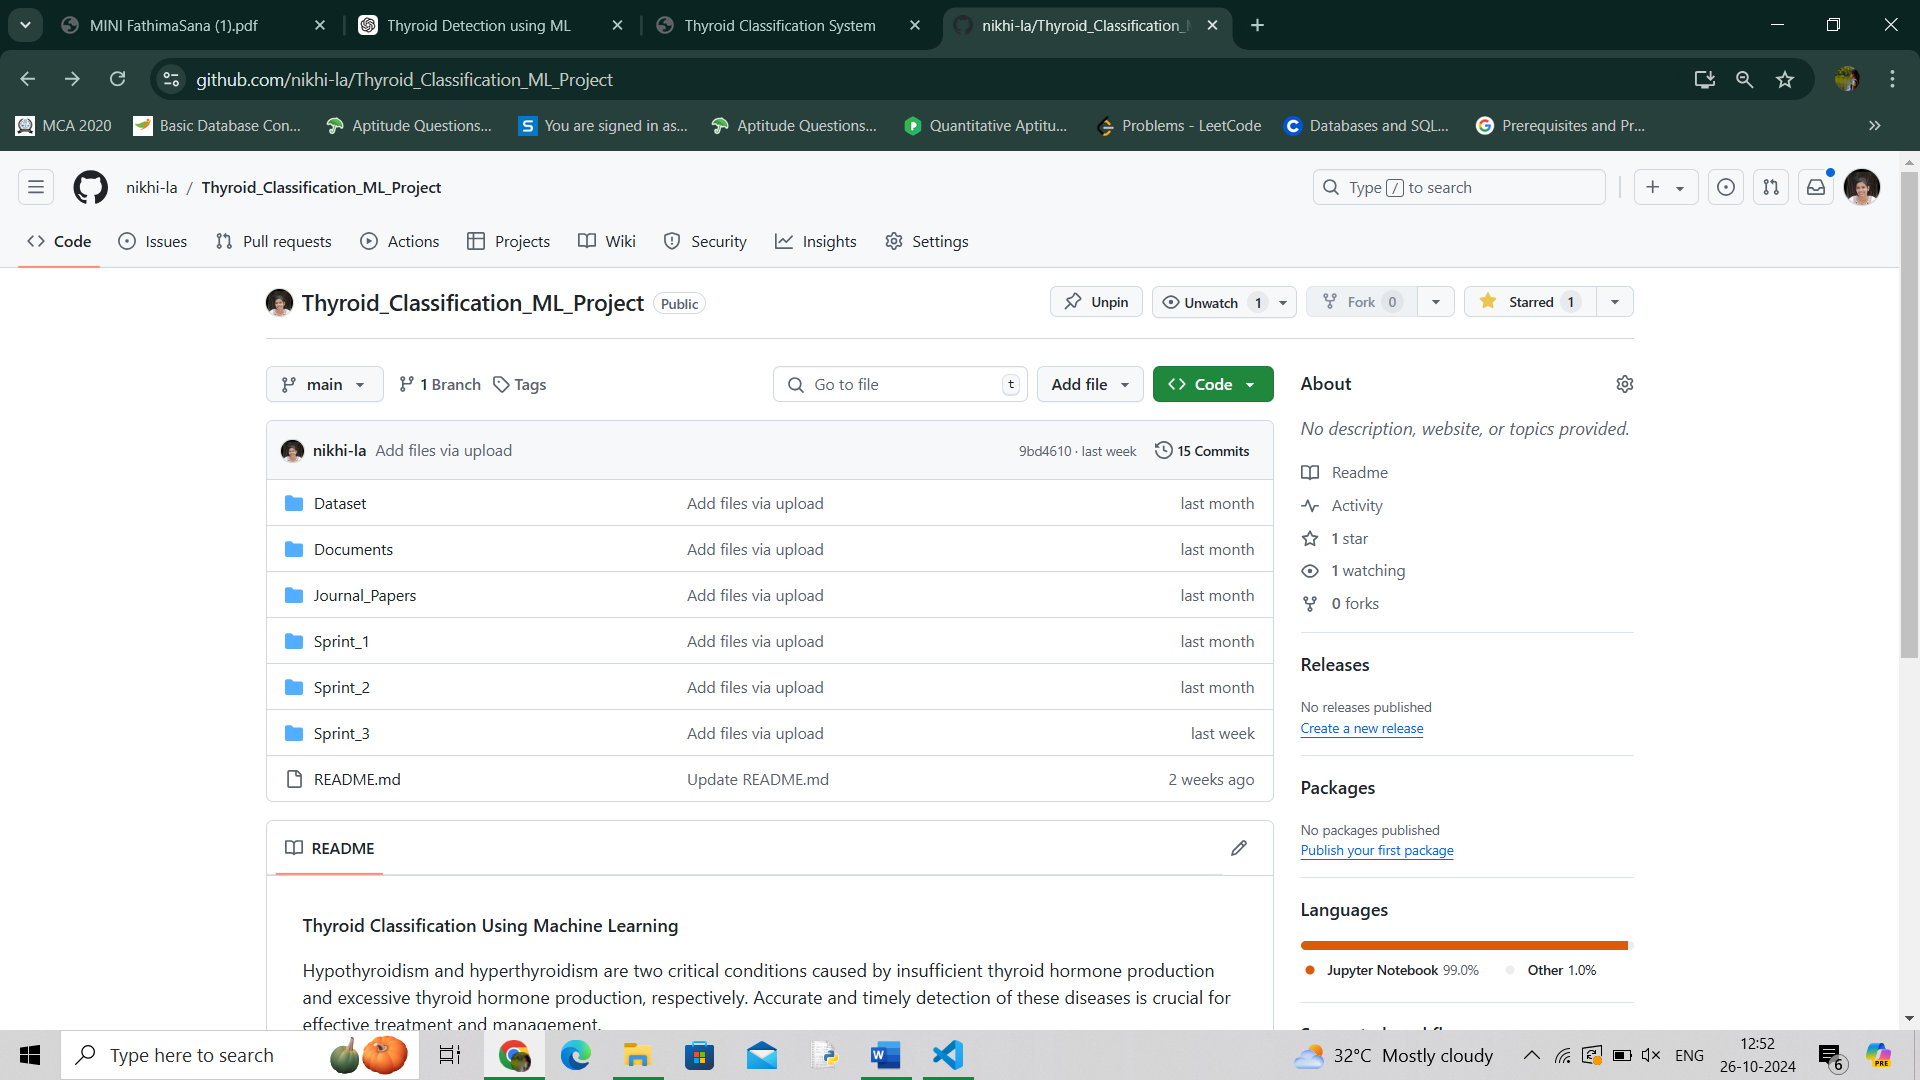 MINI FathimaSana (1).pdf
Thyroid Detection using ML
Thyroid Classification System
nikhi-la/Thyroid_Classification_
github.com/nikhi-la/Thyroid_Classification_ML_Project
MCA 2020
Basic Database Con...
Aptitude Questions...
You are signed in as...
Aptitude Questions...
Quantitative Aptitu...
Problems - LeetCode
Databases and SQL...
Prerequisites and Pr...
nikhi-la / Thyroid_Classification_ML_Project
Type / to search
Code
Issues
Pull requests
Actions
Projects
Wiki
Security
Insights
Settings
Thyroid_Classification_ML_Project Public
Unpin
Unwatch 1
Fork 0
Starred 1
main
1 Branch
Tags
Go to file t
Add file
Code
nikhi-la Add files via upload 9bd4610 · last week 15 Commits
Dataset Add files via upload last month
Documents Add files via upload last month
Journal_Papers Add files via upload last month
Sprint_1 Add files via upload last month
Sprint_2 Add files via upload last month
Sprint_3 Add files via upload last week
README.md Update README.md 2 weeks ago
README
Thyroid Classification Using Machine Learning
Hypothyroidism and hyperthyroidism are two critical conditions caused by insufficient thyroid hormone production
and excessive thyroid hormone production, respectively. Accurate and timely detection of these diseases is crucial for
effective treatment and management.
About
No description, website, or topics provided.
Readme
Activity
1 star
1 watching
0 forks
Releases
No releases published
Create a new release
Packages
No packages published
Publish your first package
Languages
Jupyter Notebook 99.0%
Other 1.0%
Type here to search
32°C Mostly cloudy
ENG
12:52
26-10-2024
6
PRE